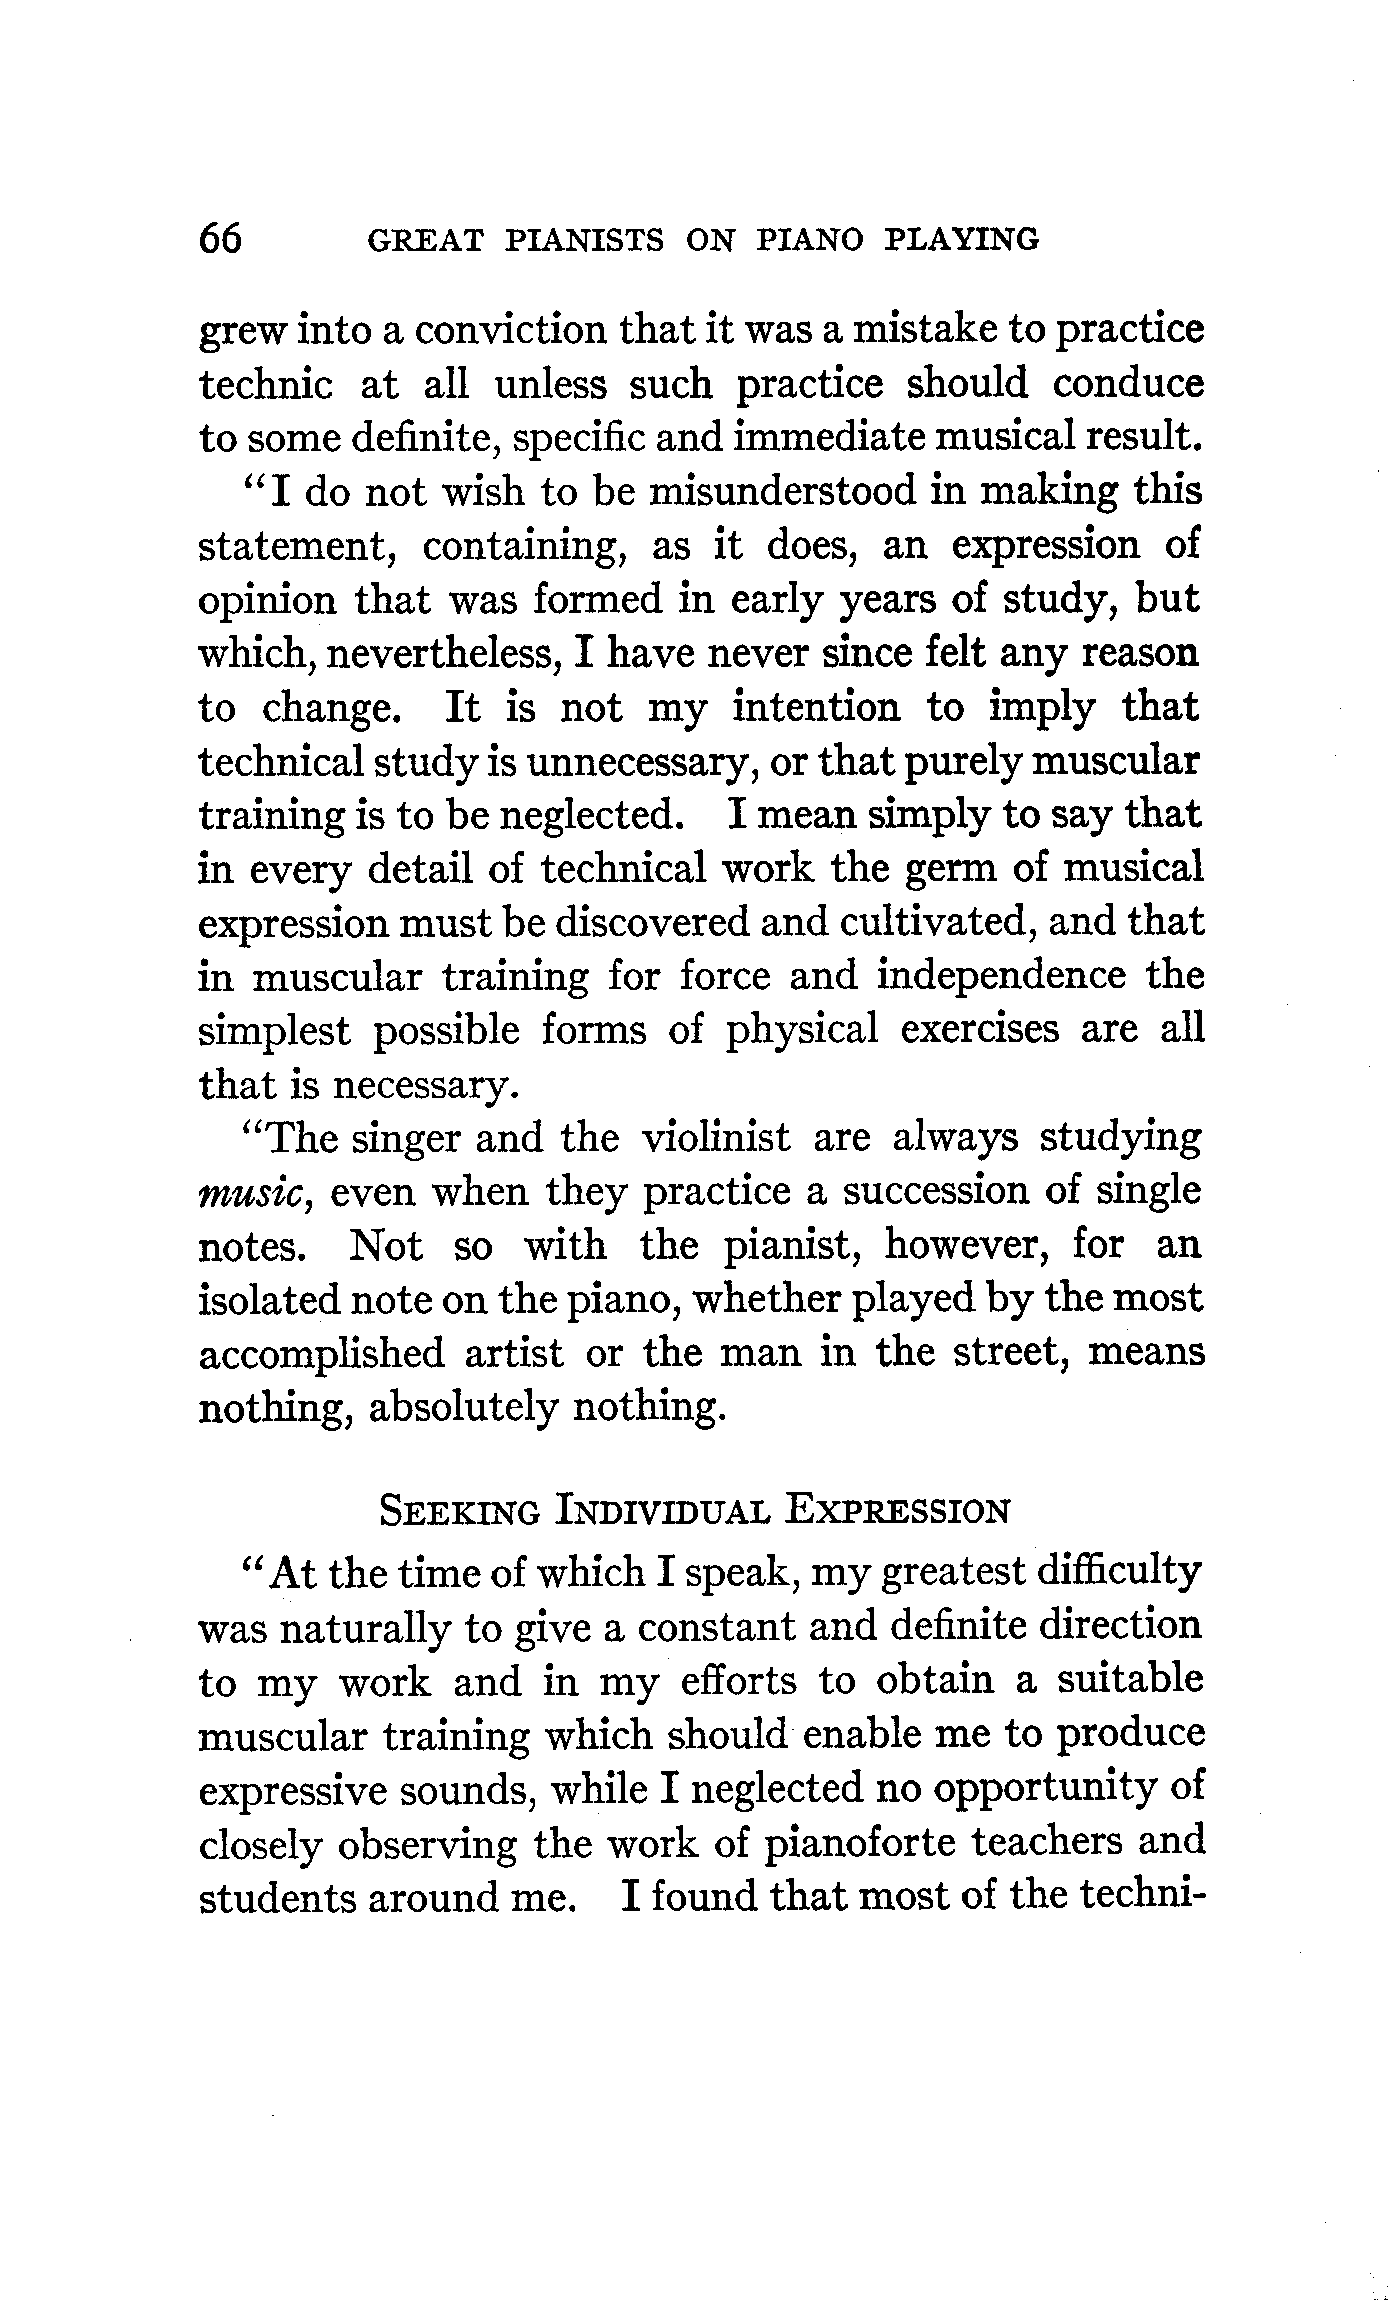 66 GREAT PIANISTS ON PIANO PLAYING
grew into a conviction that it was a mistake to practice
technic at all unless such practice should conduce
to some definite, specific and immediate musical result.
“I do not wish to be misunderstood in making this
statement, containing, as it does, an expression of
opinion that was formed in early years of study, but
which, nevertheless, I have never since felt any reason
to change. It is not my intention to imply that
technical study is unnecessary, or that purely muscular
training is to be neglected. I mean simply to say that
in every detail of technical work the germ of musical
expression must be discovered and cultivated, and that
in muscular training for force and independence the
simplest possible forms of physical exercises are all
that is necessary.
“The singer and the violinist are always studying
music, even when they practice a succession of single
notes. Not so with the pianist, however, for an
isolated note on the piano, whether played by the most
accomplished artist or the man in the street, means
nothing, absolutely nothing.
SEEKING INDIVIDUAL EXPRESSION
“At the time of which I speak, my greatest difficulty
was naturally to give a constant and definite direction
to my work and in my efforts to obtain a suitable
muscular training which should enable me to produce
expressive sounds, while I neglected no opportunity of
closely observing the work of pianoforte teachers and
students around me. I found that most of the techni-